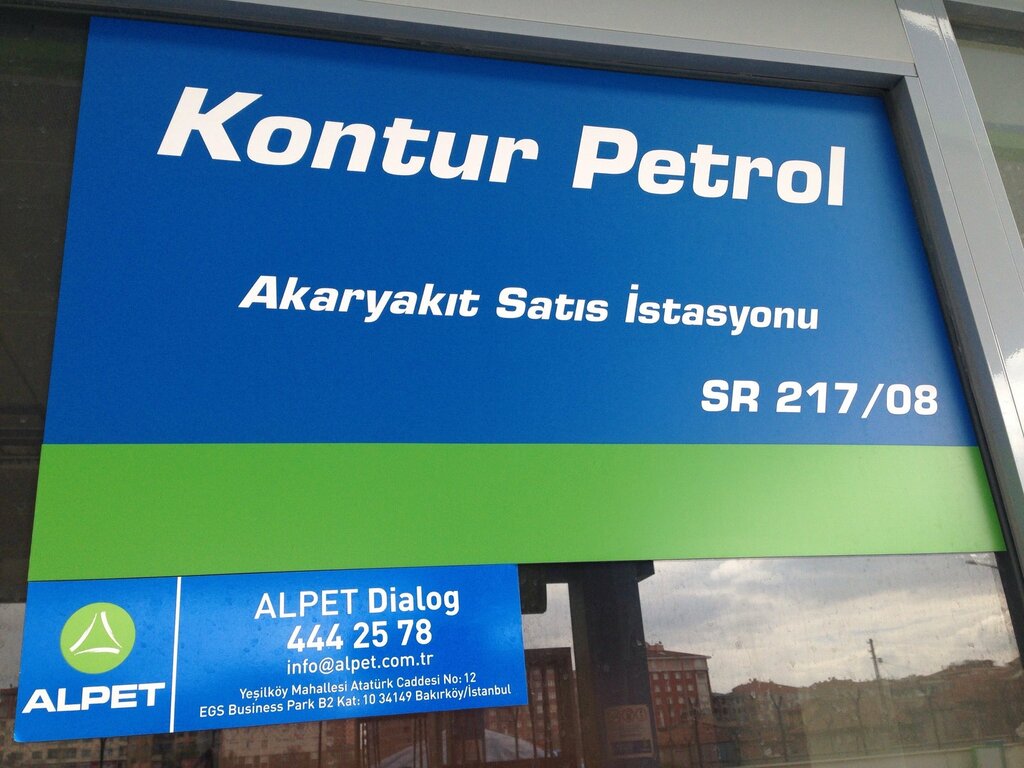 Kontur Petrol
Akaryakıt Satıs İstasyonu
SR 217/08
ALPET
ALPET Dialog
444 25 78
info@alpet.com.tr
Yeşilköy Mahallesi Atatürk Caddesi No: 12
EGS Business Park B2 Kat: 10 34149 Bakırköy/İstanbul